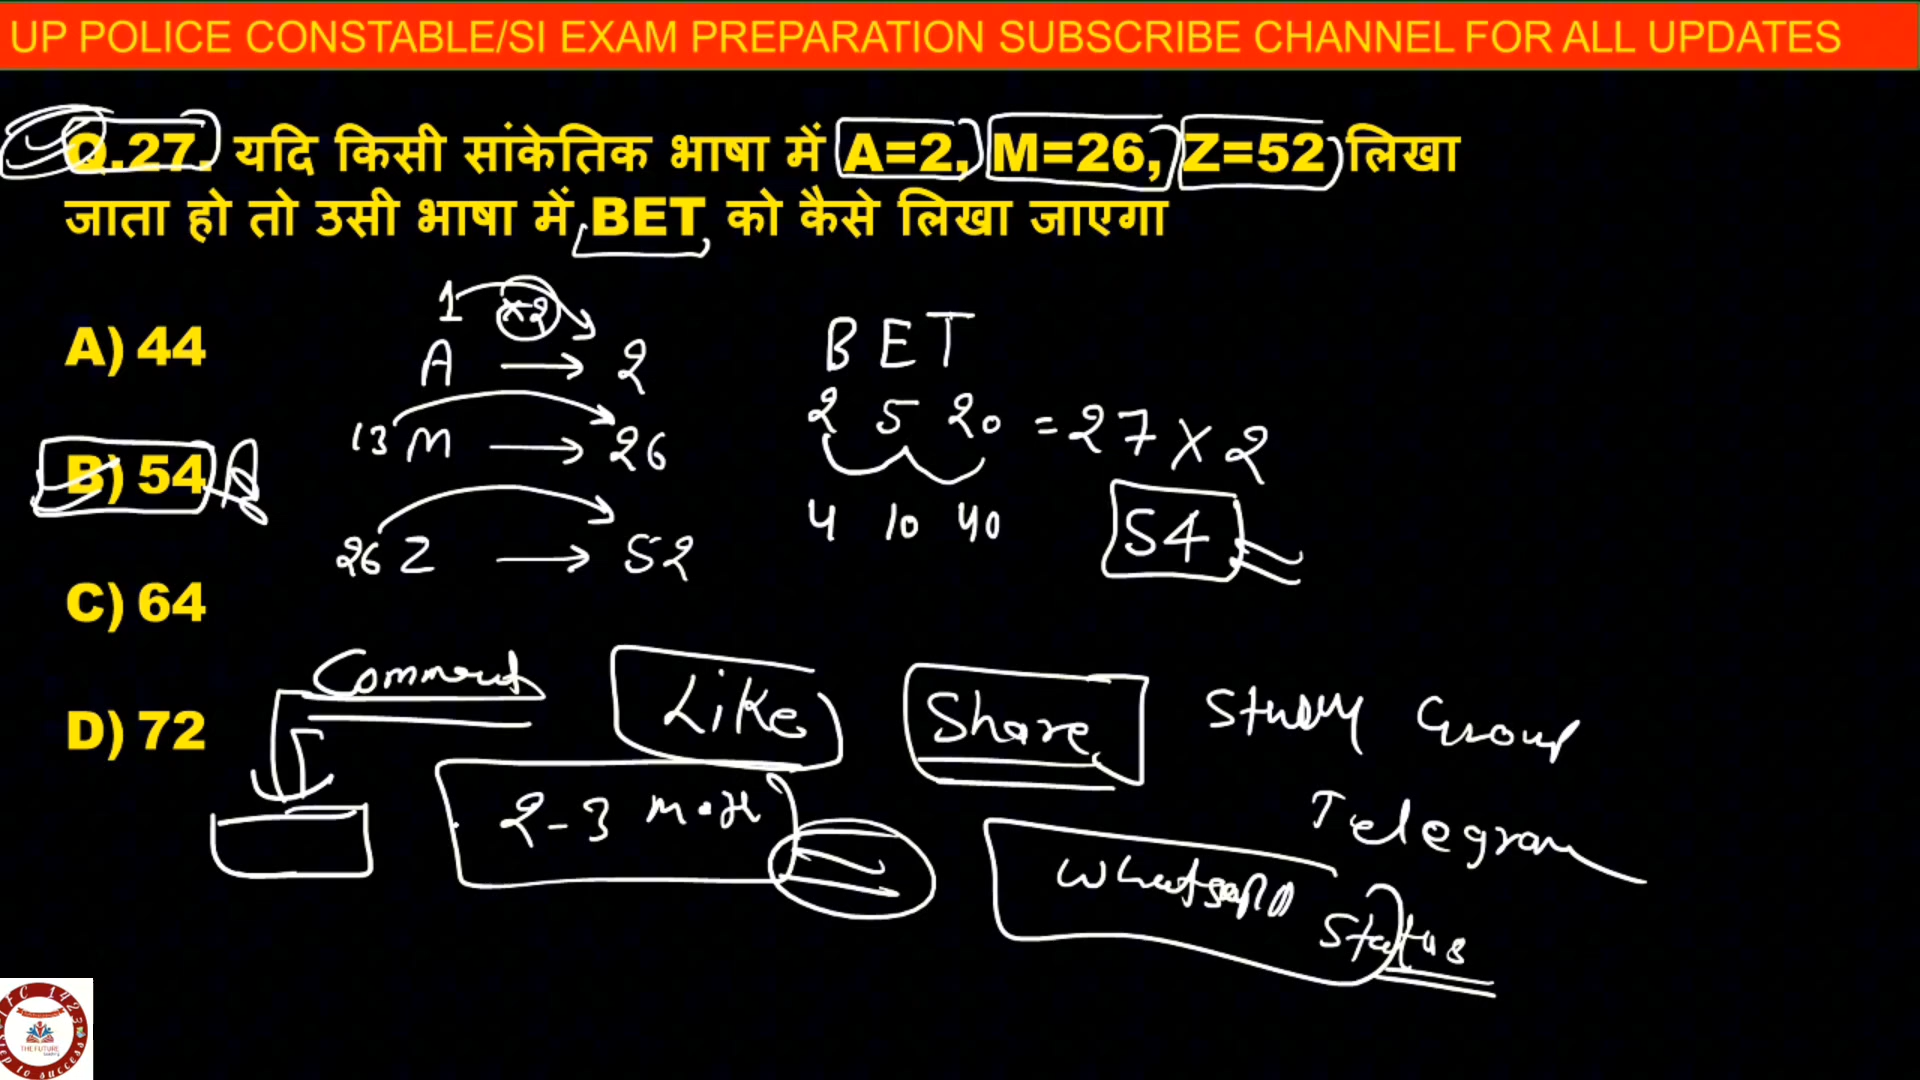 UP POLICE CONSTABLE/SI EXAM PREPARATION SUBSCRIBE CHANNEL FOR ALL UPDATES
Q.27. यदि किसी सांकेतिक भाषा में A=2, M=26, Z=52 लिखा
जाता हो तो उसी भाषा में BET को कैसे लिखा जाएगा
A) 44
B) 54
C) 64
D) 72
1 ×2
A → 2
13 M → 26
26 Z → 52
B E T
2 5 20 = 27 × 2
4 10 40
54
Comment
Like
Share
Study Group
2-3
Telegram
Whatsapp
Status
THE FUTURE